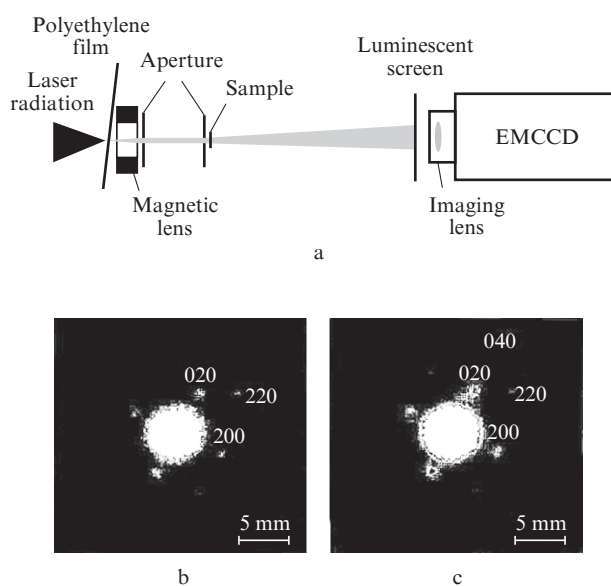 Polyethylene
film
Laser
radiation
Aperture
Sample
Luminescent
screen
EMCCD
Magnetic
lens
Imaging
lens
a
020
220
200
5 mm
b
040
020
220
200
5 mm
c